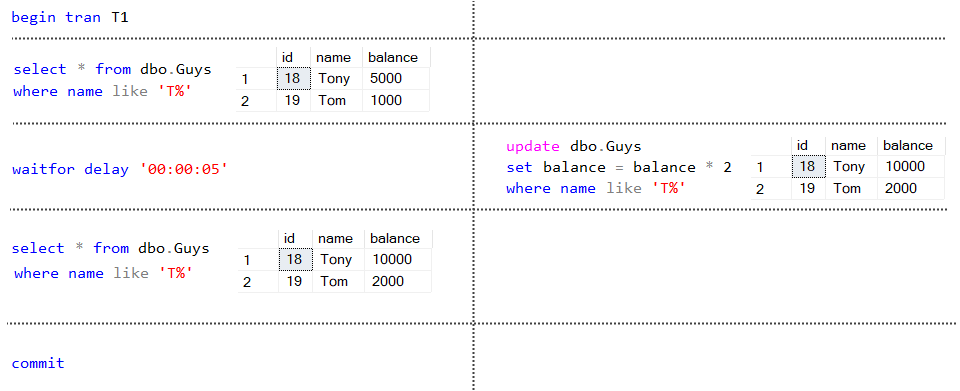 begin tran T1
id name balance
select * from dbo.Guys 1 18 Tony 5000
where name like 'T%' 2 19 Tom 1000
update dbo.Guys id name balance
waitfor delay '00:00:05' set balance = balance * 2 1 18 Tony 10000
where name like 'T%' 2 19 Tom 2000
id name balance
select * from dbo.Guys 1 18 Tony 10000
where name like 'T%' 2 19 Tom 2000
commit